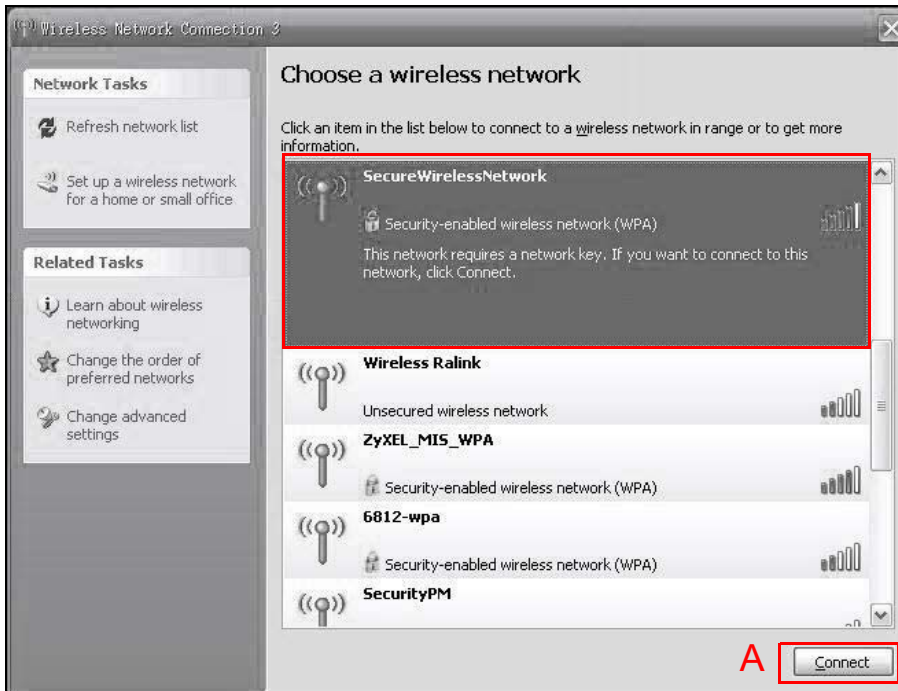 Wireless Network Connection 3
Network Tasks
Refresh network list
Set up a wireless network
for a home or small office
Related Tasks
Learn about wireless
networking
Change the order of
preferred networks
Change advanced
settings
Choose a wireless network
Click an item in the list below to connect to a wireless network in range or to get more
information.
SecureWirelessNetwork
Security-enabled wireless network (WPA)
This network requires a network key. If you want to connect to this
network, click Connect.
Wireless Ralink
Unsecured wireless network
ZyXEL_MIS_WPA
Security-enabled wireless network (WPA)
6812-wpa
Security-enabled wireless network (WPA)
SecurityPM
A
Connect